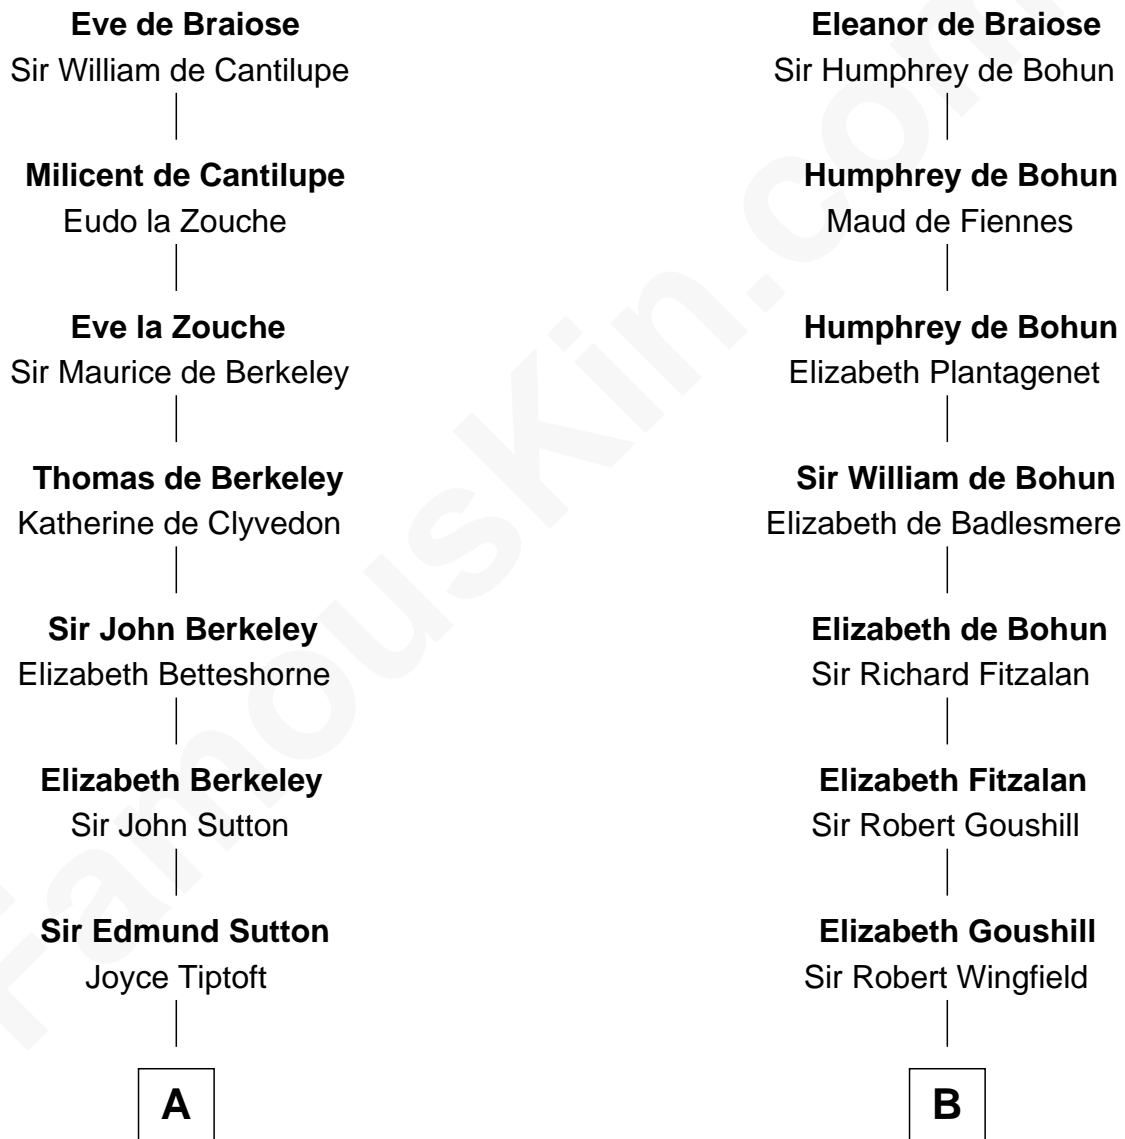 Eve de Braiose
Sir William de Cantilupe
Milicent de Cantilupe
Eudo la Zouche
Eve la Zouche
Sir Maurice de Berkeley
Thomas de Berkeley
Katherine de Clyvedon
Sir John Berkeley
Elizabeth Betteshorne
Elizabeth Berkeley
Sir John Sutton
Sir Edmund Sutton
Joyce Tiptoft
A
Eleanor de Braiose
Sir Humphrey de Bohun
Humphrey de Bohun
Maud de Fiennes
Humphrey de Bohun
Elizabeth Plantagenet
Sir William de Bohun
Elizabeth de Badlesmere
Elizabeth de Bohun
Sir Richard Fitzalan
Elizabeth Fitzalan
Sir Robert Goushill
Elizabeth Goushill
Sir Robert Wingfield
B
FamousKin.com